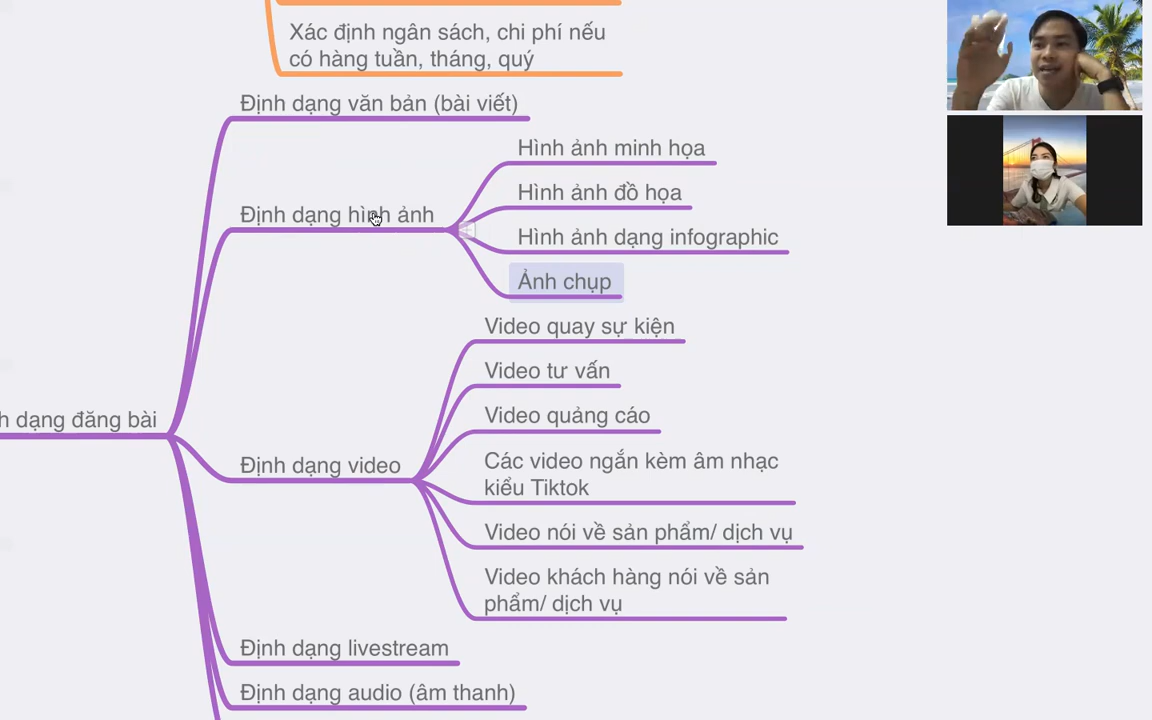 Xác định ngân sách, chi phí nếu
có hàng tuần, tháng, quý
Định dạng văn bản (bài viết)
Hình ảnh minh họa
Hình ảnh đồ họa
Định dạng hình ảnh
Hình ảnh dạng infographic
Ảnh chụp
Video quay sự kiện
Video tư vấn
Video quảng cáo
h dạng đăng bài
Định dạng video
Các video ngắn kèm âm nhạc
kiểu Tiktok
Video nói về sản phẩm/ dịch vụ
Video khách hàng nói về sản
phẩm/ dịch vụ
Định dạng livestream
Định dạng audio (âm thanh)